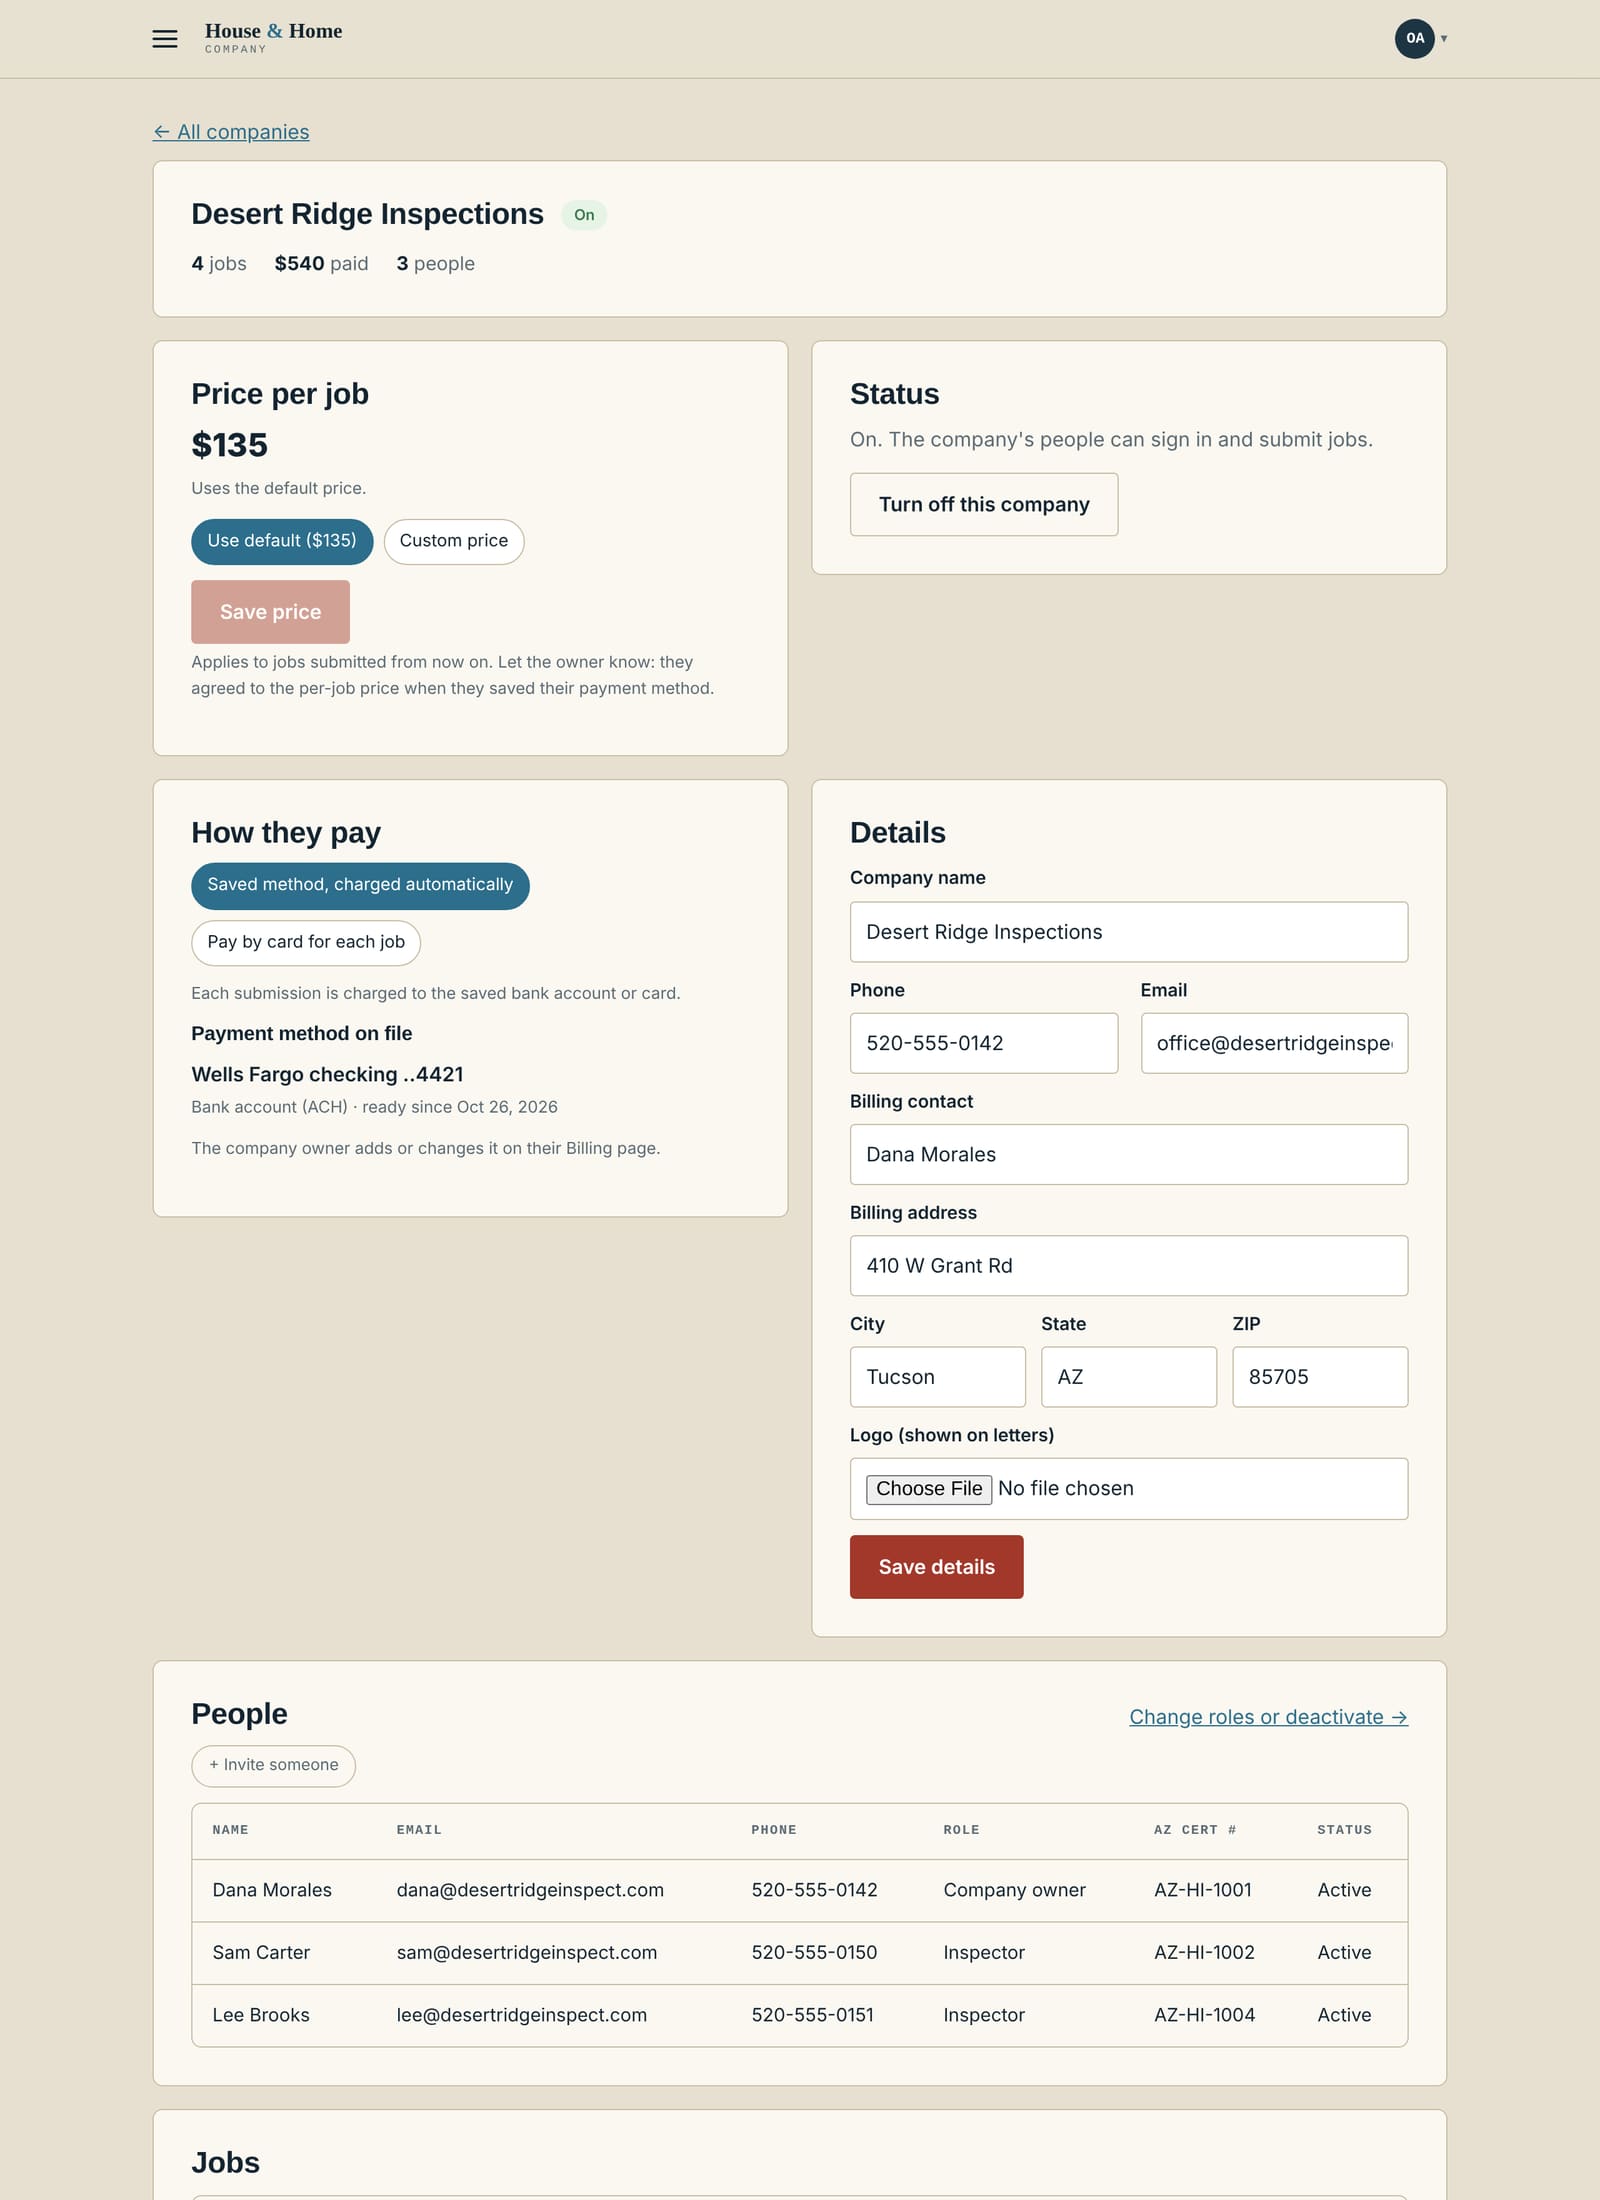 House & Home
COMPANY
OA ▾
← All companies
Desert Ridge Inspections On
4 jobs $540 paid 3 people
Price per job
$135
Uses the default price.
Use default ($135) Custom price
Save price
Applies to jobs submitted from now on. Let the owner know: they
agreed to the per-job price when they saved their payment method.
Status
On. The company's people can sign in and submit jobs.
Turn off this company
How they pay
Saved method, charged automatically
Pay by card for each job
Each submission is charged to the saved bank account or card.
Payment method on file
Wells Fargo checking ..4421
Bank account (ACH) · ready since Oct 26, 2026
The company owner adds or changes it on their Billing page.
Details
Company name
Desert Ridge Inspections
Phone Email
520-555-0142 office@desertridgeinspe
Billing contact
Dana Morales
Billing address
410 W Grant Rd
City State ZIP
Tucson AZ 85705
Logo (shown on letters)
Choose File No file chosen
Save details
People Change roles or deactivate →
+ Invite someone
NAME EMAIL PHONE ROLE AZ CERT # STATUS
Dana Morales dana@desertridgeinspect.com 520-555-0142 Company owner AZ-HI-1001 Active
Sam Carter sam@desertridgeinspect.com 520-555-0150 Inspector AZ-HI-1002 Active
Lee Brooks lee@desertridgeinspect.com 520-555-0151 Inspector AZ-HI-1004 Active
Jobs